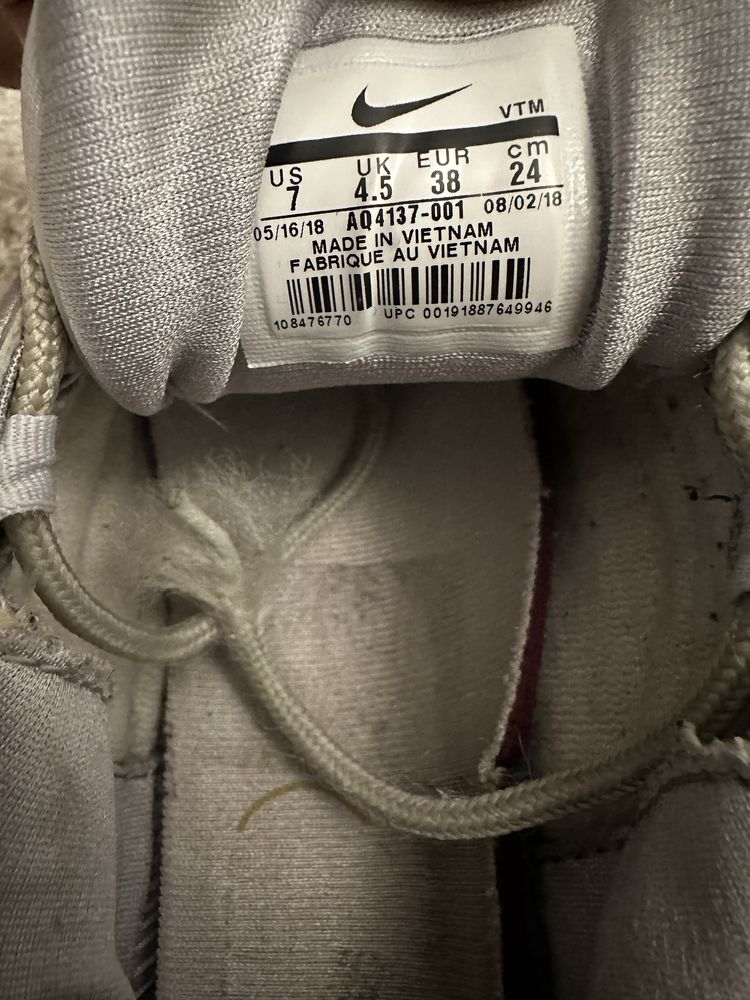 VTM
US UK EUR cm
7 4.5 38 24
05/16/18 AQ4137-001 08/02/18
MADE IN VIETNAM
FABRIQUE AU VIETNAM
108476770 UPC 00191887649946